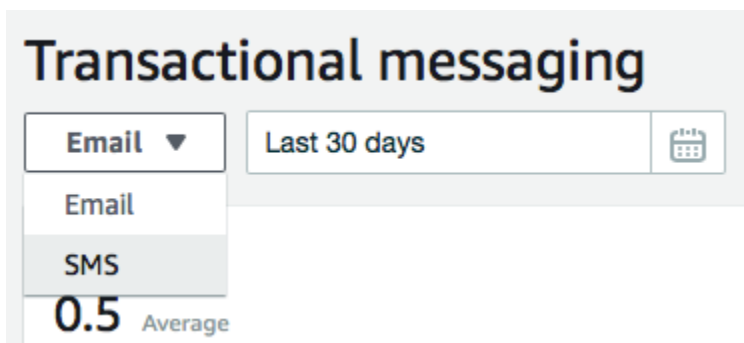 Transactional messaging
Email Last 30 days
Email
SMS
0.5 Average